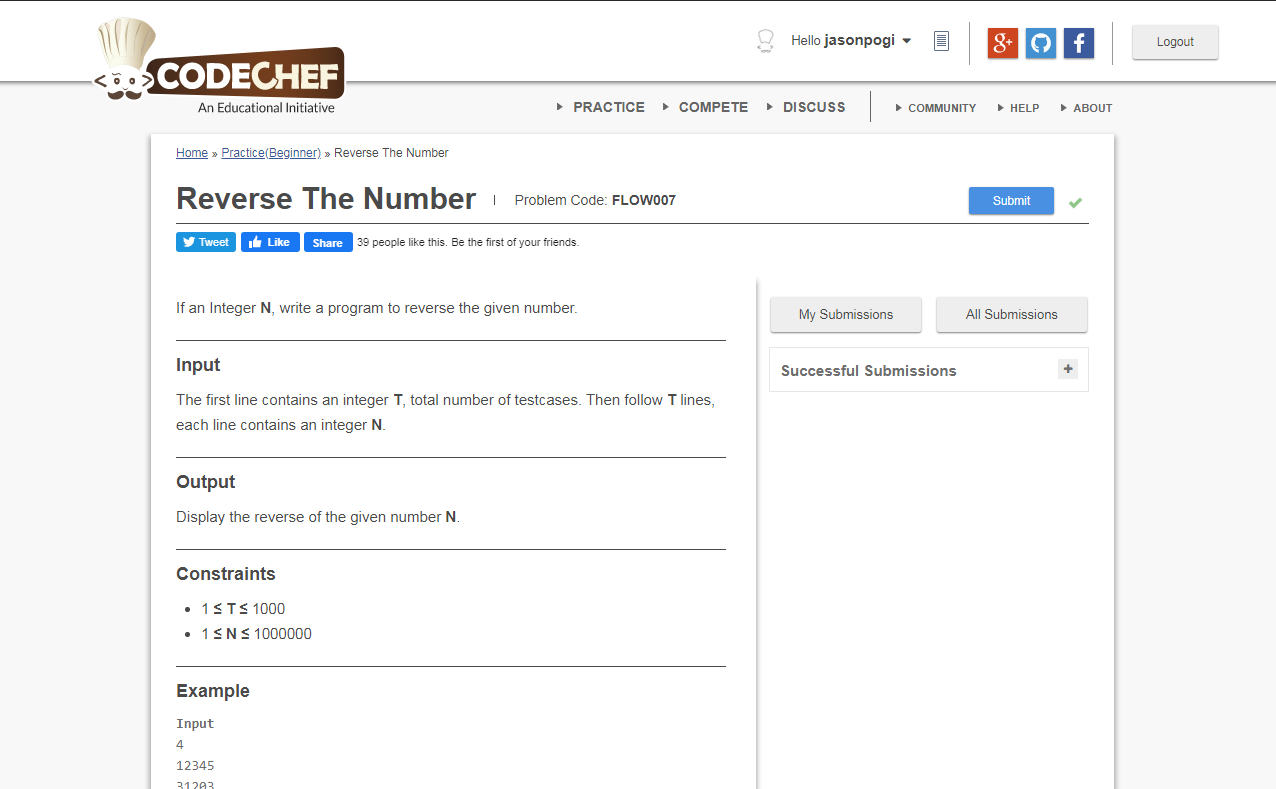 CODECHEF
An Educational Initiative
Hello jasonpogi
g+
f
Logout
PRACTICE COMPETE DISCUSS COMMUNITY HELP ABOUT
Home » Practice(Beginner) » Reverse The Number
Reverse The Number | Problem Code: FLOW007
Submit
Tweet Like Share 39 people like this. Be the first of your friends.
If an Integer N, write a program to reverse the given number.
Input
The first line contains an integer T, total number of testcases. Then follow T lines,
each line contains an integer N.
Output
Display the reverse of the given number N.
Constraints
• 1 ≤ T ≤ 1000
• 1 ≤ N ≤ 1000000
Example
Input
4
12345
31203
My Submissions
All Submissions
Successful Submissions
+